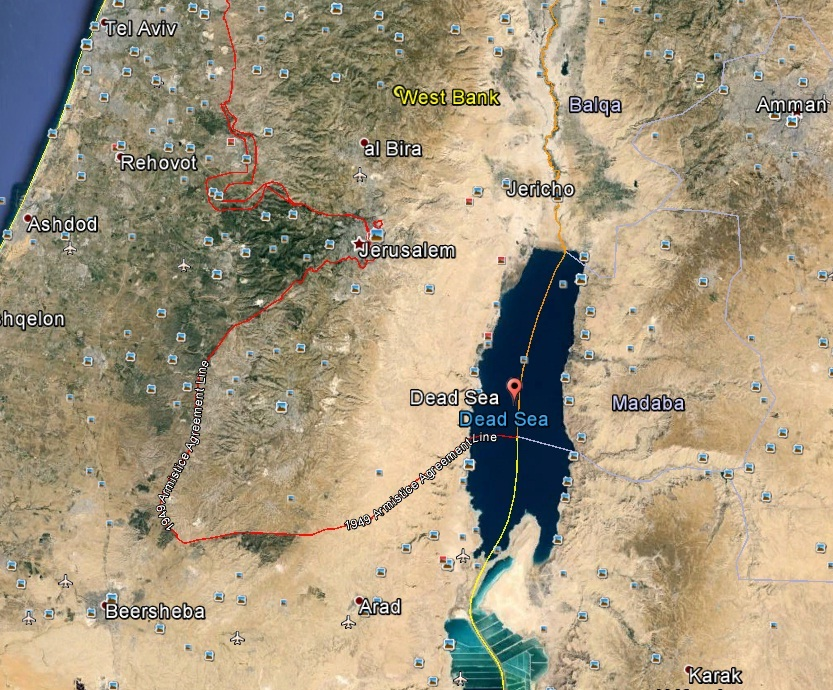 Tel Aviv
West Bank
Balqa
Amman
al Bira
Rehovot
Jericho
Ashdod
Jerusalem
hqelon
1949 Armistice Agreement Line
Dead Sea
Dead Sea
Madaba
Line
1949 Armistice Agreement
Beersheba
Arad
Karak